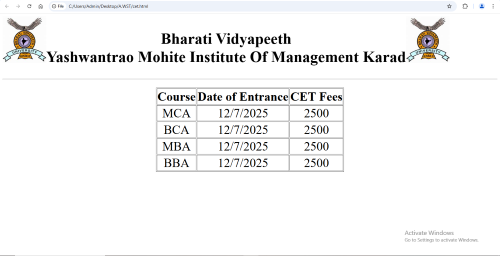 File C:/Users/Admin/Desktop/A.WST/cet.html
Bharati Vidyapeeth
Yashwantrao Mohite Institute Of Management Karad
Course Date of Entrance CET Fees
MCA 12/7/2025 2500
BCA 12/7/2025 2500
MBA 12/7/2025 2500
BBA 12/7/2025 2500
Activate Windows
Go to Settings to activate Windows.